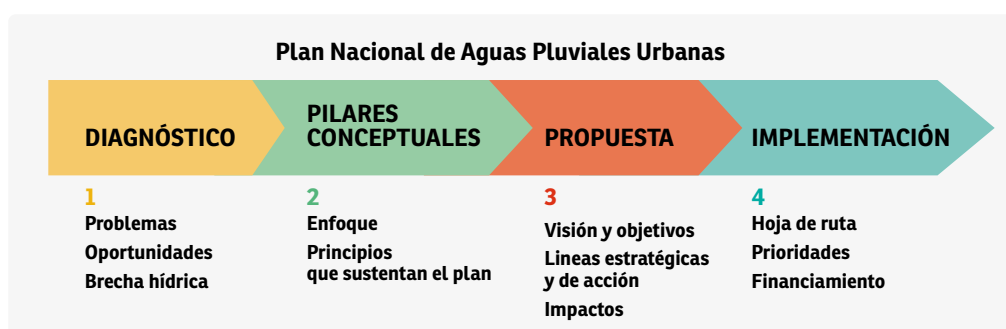 Plan Nacional de Aguas Pluviales Urbanas
DIAGNÓSTICO
PILARES
CONCEPTUALES
PROPUESTA
IMPLEMENTACIÓN
1
Problemas
Oportunidades
Brecha hídrica
2
Enfoque
Principios
que sustentan el plan
3
Visión y objetivos
Lineas estratégicas
y de acción
Impactos
4
Hoja de ruta
Prioridades
Financiamiento